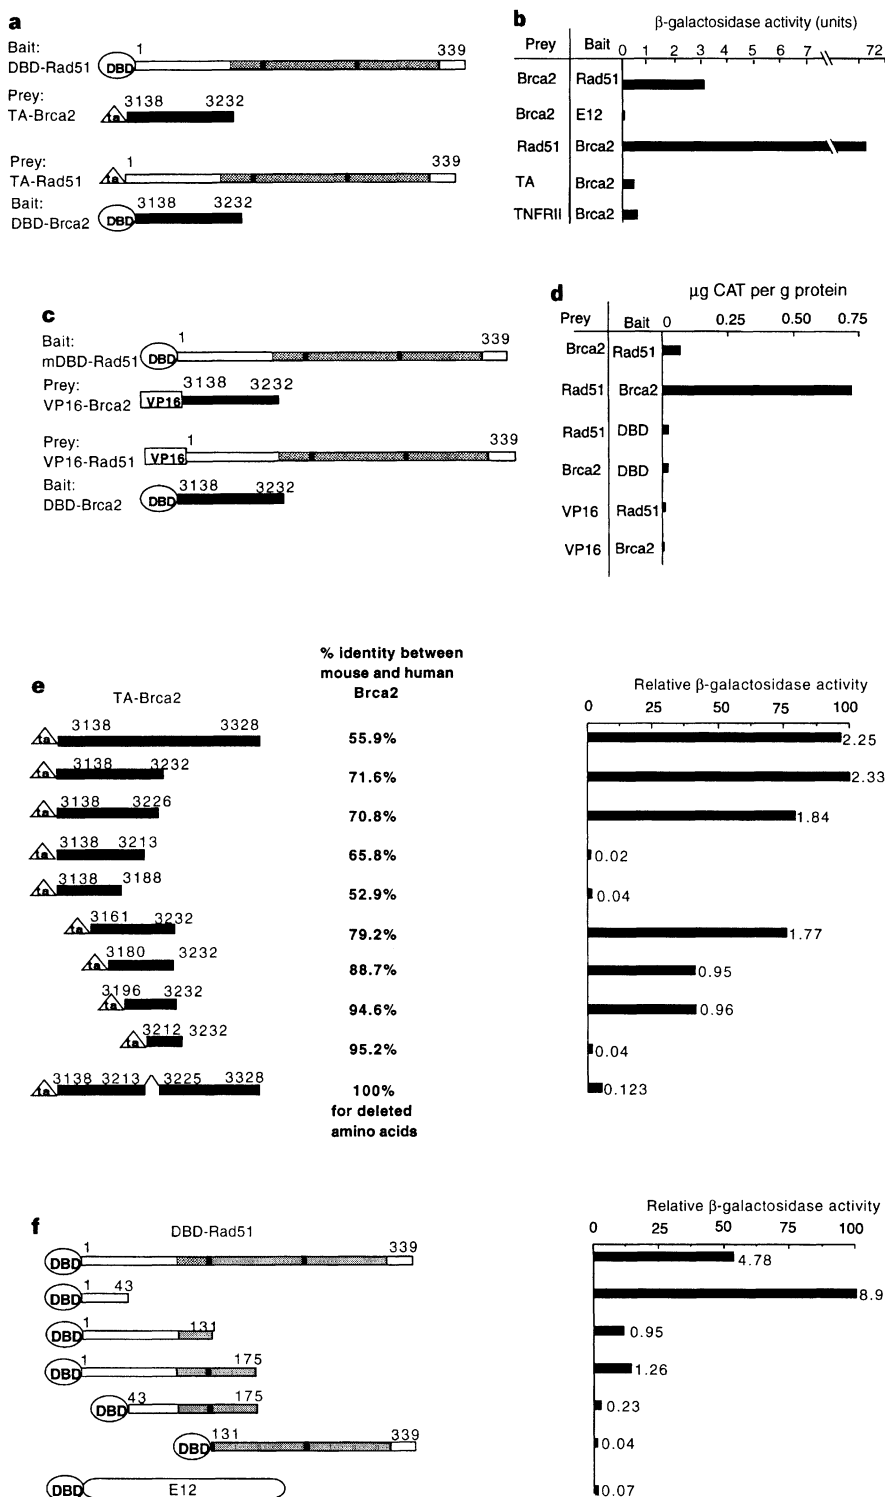 a
Bait: 1 339
DBD-Rad51 DBD
Prey: 3138 3232
TA-Brca2 ta
Prey: 1 339
TA-Rad51 ta
Bait: 3138 3232
DBD-Brca2 DBD
b
β-galactosidase activity (units)
Prey Bait 0 1 2 3 4 5 6 7 72
Brca2 Rad51
Brca2 E12
Rad51 Brca2
TA Brca2
TNFRII Brca2
c
1 339
Bait:
mDBD-Rad51 DBD
Prey: 3138 3232
VP16-Brca2 VP16
Prey: 1 339
VP16-Rad51 VP16
Bait: 3138 3232
DBD-Brca2 DBD
d
µg CAT per g protein
Prey Bait 0 0.25 0.50 0.75
Brca2 Rad51
Rad51 Brca2
Rad51 DBD
Brca2 DBD
VP16 Rad51
VP16 Brca2
e
TA-Brca2
% identity between
mouse and human
Brca2
Relative β-galactosidase activity
0 25 50 75 100
3138 3328
ta 55.9% 2.25
3138 3232
ta 71.6% 2.33
3138 3226
ta 70.8% 1.84
3138 3213
ta 65.8% 0.02
3138 3188
ta 52.9% 0.04
3161 3232
ta 79.2% 1.77
3180 3232
ta 88.7% 0.95
3196 3232
ta 94.6% 0.96
3212 3232
ta 95.2% 0.04
3138 3213 3225 3328
ta 100% 0.123
for deleted
amino acids
f
DBD-Rad51
Relative β-galactosidase activity
0 25 50 75 100
1 339
DBD 4.78
1 43
DBD 8.9
1 131
DBD 0.95
1 175
DBD 1.26
43 175
DBD 0.23
131 339
DBD 0.04
DBD E12 0.07